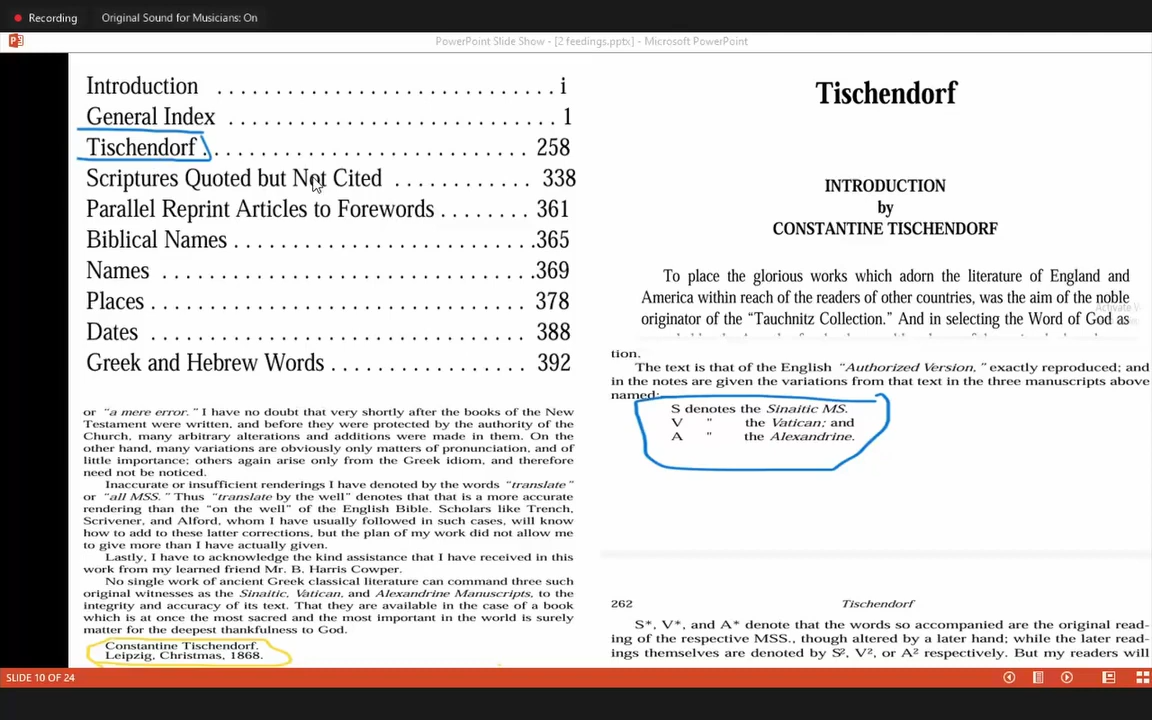 Recording
Original Sound for Musicians: On
PowerPoint Slide Show - [2 feedings.pptx] - Microsoft PowerPoint
Introduction . . . . . . . . . . . . . . . . . . . . . . . . . . . . . i
General Index . . . . . . . . . . . . . . . . . . . . . . . . . . . . 1
Tischendorf . . . . . . . . . . . . . . . . . . . . . . . . . . . 258
Scriptures Quoted but Not Cited . . . . . . . . . . . . 338
Parallel Reprint Articles to Forewords . . . . . . . . 361
Biblical Names . . . . . . . . . . . . . . . . . . . . . . . . .365
Names . . . . . . . . . . . . . . . . . . . . . . . . . . . . . . .369
Places . . . . . . . . . . . . . . . . . . . . . . . . . . . . . . 378
Dates . . . . . . . . . . . . . . . . . . . . . . . . . . . . . . 388
Greek and Hebrew Words . . . . . . . . . . . . . . . . 392
or "a mere error." I have no doubt that very shortly after the books of the New
Testament were written, and before they were protected by the authority of the
Church, many arbitrary alterations and additions were made in them. On the
other hand, many variations are obviously only matters of pronunciation, and of
little importance; others again arise only from the Greek idiom, and therefore
need not be noticed.
Inaccurate or insufficient renderings I have denoted by the words "translate"
or "all MSS." Thus "translate by the well" denotes that that is a more accurate
rendering than the "on the well" of the English Bible. Scholars like Trench,
Scrivener, and Alford, whom I have usually followed in such cases, will know
how to add to these latter corrections, but the plan of my work did not allow me
to give more than I have actually given.
Lastly, I have to acknowledge the kind assistance that I have received in this
work from my learned friend Mr. B. Harris Cowper.
No single work of ancient Greek classical literature can command three such
original witnesses as the Sinaitic, Vatican, and Alexandrine Manuscripts, to the
integrity and accuracy of its text. That they are available in the case of a book
which is at once the most sacred and the most important in the world is surely
matter for the deepest thankfulness to God.
Constantine Tischendorf.
Leipzig, Christmas, 1868.
Tischendorf
INTRODUCTION
by
CONSTANTINE TISCHENDORF
To place the glorious works which adorn the literature of England and
America within reach of the readers of other countries, was the aim of the noble
originator of the "Tauchnitz Collection." And in selecting the Word of God as
tion.
The text is that of the English "Authorized Version," exactly reproduced; and
in the notes are given the variations from that text in the three manuscripts above
named:
S denotes the Sinaitic MS.
V " the Vatican; and
A " the Alexandrine.
262 Tischendorf
S*, V*, and A* denote that the words so accompanied are the original read-
ing of the respective MSS., though altered by a later hand; while the later read-
ings themselves are denoted by S², V², or A² respectively. But my readers will
SLIDE 10 OF 24